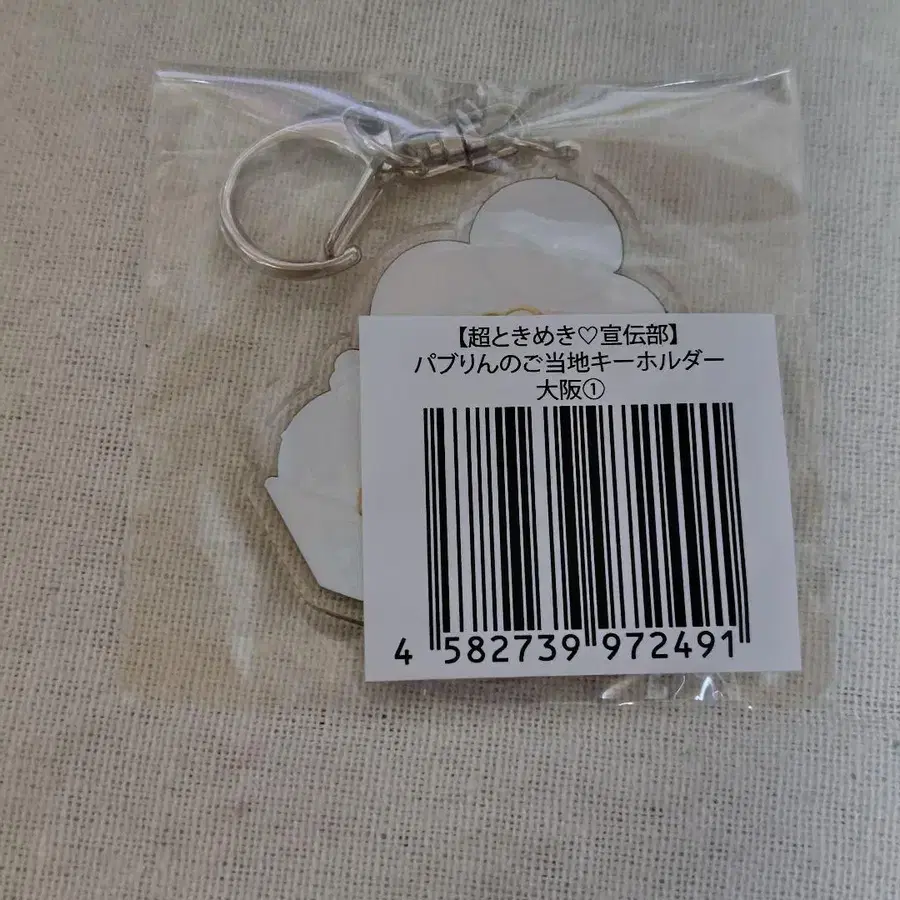 【超ときめき♡宣伝部】
パブりんのご当地キーホルダー
大阪①
4 582739 972491